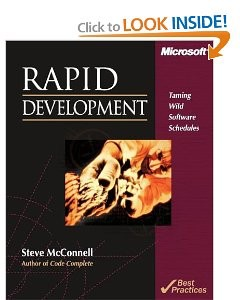 Click to LOOK INSIDE!
Microsoft
RAPID
DEVELOPMENT
Taming
Wild
Software
Schedules
Steve McConnell
Author of Code Complete
Best
Practices